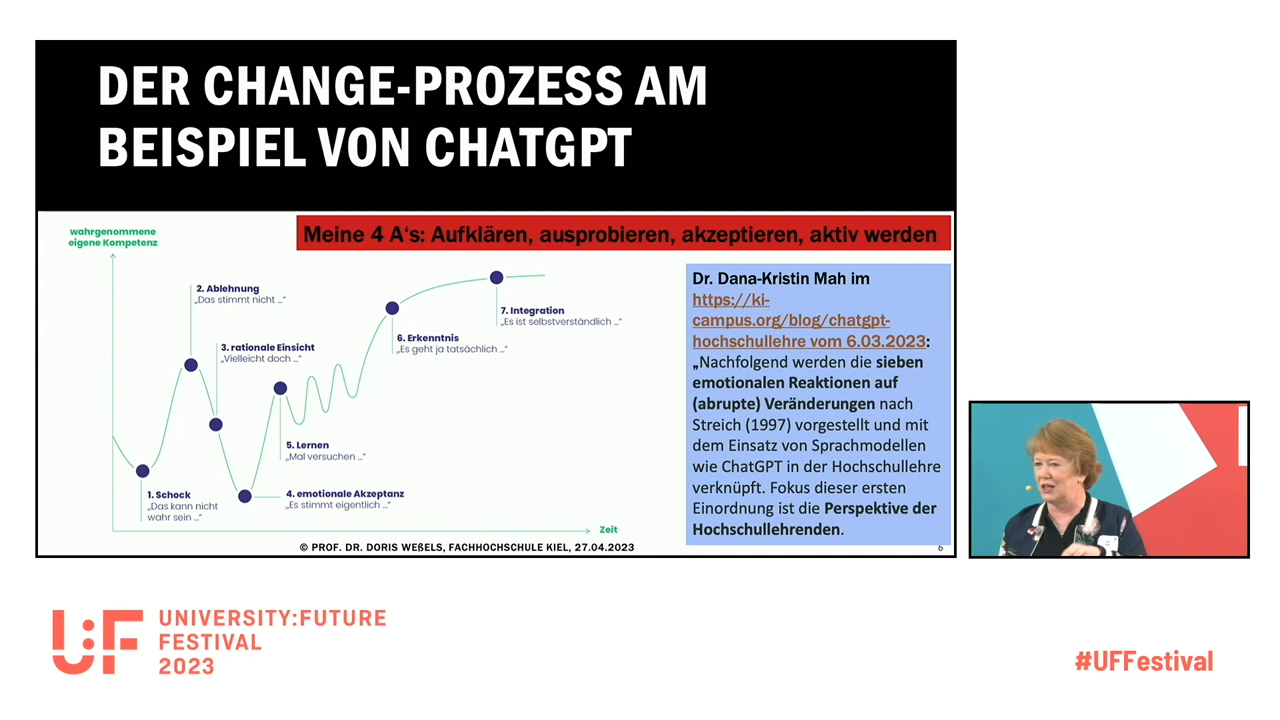 DER CHANGE-PROZESS AM
BEISPIEL VON CHATGPT
wahrgenommene
eigene Kompetenz
Meine 4 A‘s: Aufklären, ausprobieren, akzeptieren, aktiv werden
2. Ablehnung
„Das stimmt nicht ...“
3. rationale Einsicht
„Vielleicht doch ...“
7. Integration
„Es ist selbstverständlich ...“
6. Erkenntnis
„Es geht ja tatsächlich ...“
5. Lernen
„Mal versuchen ...“
1. Schock
„Das kann nicht
wahr sein ...“
4. emotionale Akzeptanz
„Es stimmt eigentlich ...“
Zeit
Dr. Dana-Kristin Mah im
https://ki-
campus.org/blog/chatgpt-
hochschullehre vom 6.03.2023:
„Nachfolgend werden die sieben
emotionalen Reaktionen auf
(abrupte) Veränderungen nach
Streich (1997) vorgestellt und mit
dem Einsatz von Sprachmodellen
wie ChatGPT in der Hochschullehre
verknüpft. Fokus dieser ersten
Einordnung ist die Perspektive der
Hochschullehrenden.
© PROF. DR. DORIS WEßELS, FACHHOCHSCHULE KIEL, 27.04.2023
6
U:F
UNIVERSITY:FUTURE
FESTIVAL
2023
#UFFestival